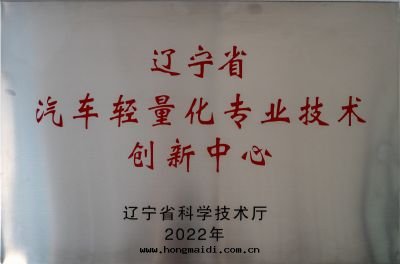 辽宁省
汽车轻量化专业技术
创新中心
辽宁省科学技术厅
2022年
www.hongmaidi.com.cn